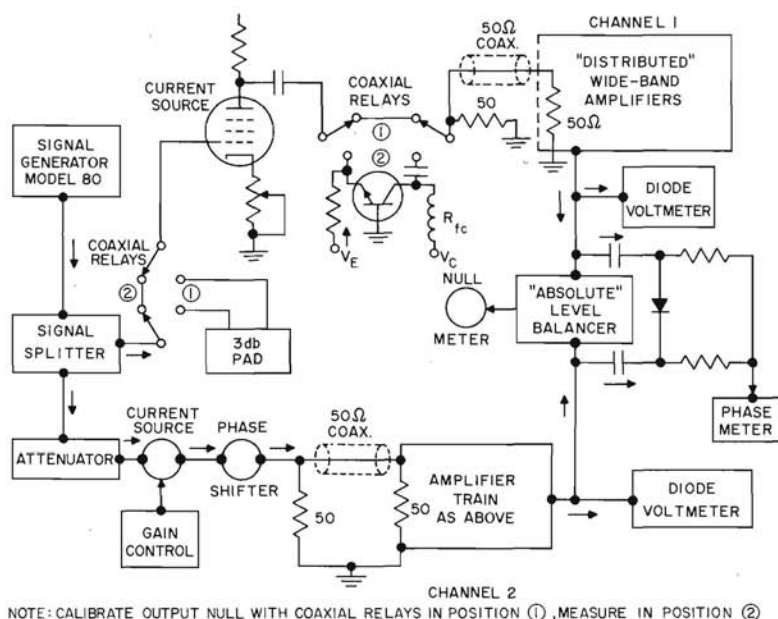 CHANNEL 1
50Ω
COAX.
"DISTRIBUTED"
WIDE-BAND
AMPLIFIERS
50Ω
50
CURRENT
SOURCE
COAXIAL
RELAYS
①
②
SIGNAL
GENERATOR
MODEL 80
DIODE
VOLTMETER
R fc
V E
V C
COAXIAL
RELAYS
②
①
3db
PAD
NULL
METER
"ABSOLUTE"
LEVEL
BALANCER
SIGNAL
SPLITTER
PHASE
METER
ATTENUATOR
CURRENT
SOURCE
PHASE
SHIFTER
50Ω
COAX.
50
50
AMPLIFIER
TRAIN
AS ABOVE
DIODE
VOLTMETER
GAIN
CONTROL
CHANNEL 2
NOTE: CALIBRATE OUTPUT NULL WITH COAXIAL RELAYS IN POSITION ①, MEASURE IN POSITION ②